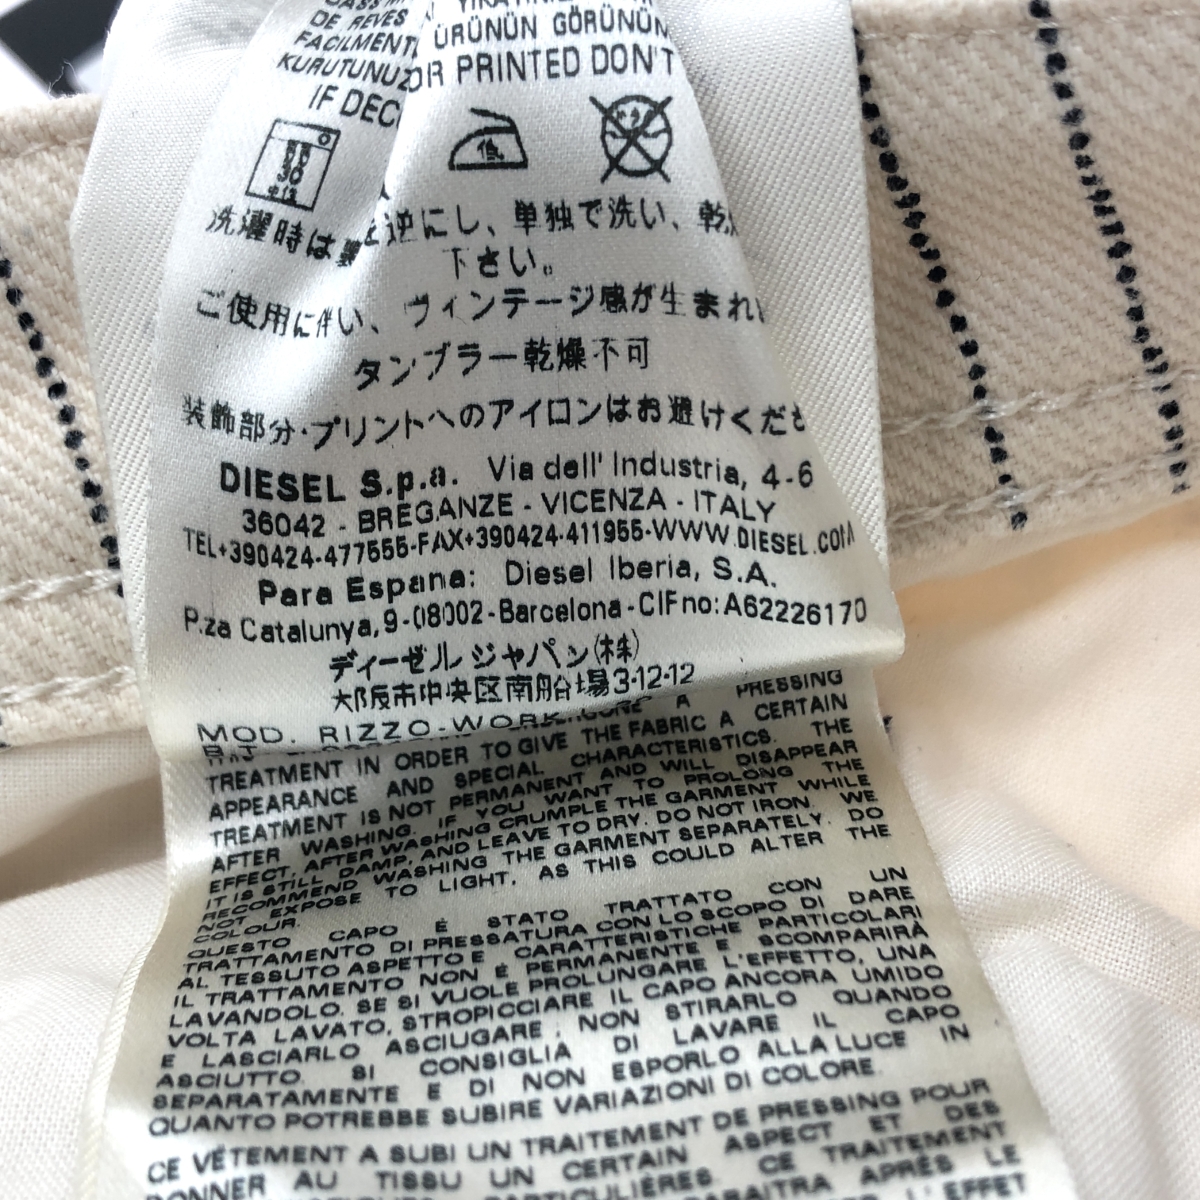 DE REVES
FACILMENT
KURUTUNUZ
IF DEC
ÜRÜNÜN GÖRÜNÜM
OR PRINTED DON'T
30
中性
低
洗濯時は裏を逆にし、単独で洗い、乾
下さい。
ご使用に伴い、ヴィンテージ感が生まれ
タンブラー乾燥不可
装飾部分・プリントへのアイロンはお避けくださ
DIESEL S.p.a. Via dell' Industria, 4-6
36042 - BREGANZE - VICENZA - ITALY
TEL+390424-477555-FAX+390424-411955-WWW.DIESEL.COM
Para Espana: Diesel Iberia, S.A.
P.za Catalunya, 9-08002-Barcelona-CIFno:A62226170
ディーゼル ジャパン(株)
大阪市中央区南船場3-12-12
MOD. RIZZO-WORK
A PRESSING
TREATMENT IN ORDER TO GIVE THE FABRIC A CERTAIN
APPEARANCE AND SPECIAL CHARACTERISTICS. THE
TREATMENT IS NOT PERMANENT AND WILL DISAPPEAR
AFTER WASHING. IF YOU WANT TO PROLONG THE
EFFECT, AFTER WASHING CRUMPLE THE GARMENT WHILE
IT IS STILL DAMP, AND LEAVE TO DRY. DO NOT IRON. WE
RECOMMEND WASHING THE GARMENT SEPARATELY. DO
NOT EXPOSE TO LIGHT, AS THIS COULD ALTER THE
COLOUR.
QUESTO CAPO È STATO TRATTATO CON UN
TRATTAMENTO DI PRESSATURA CON LO SCOPO DI DARE
AL TESSUTO ASPETTO E CARATTERISTICHE PARTICOLARI
IL TRATTAMENTO NON È PERMANENTE E SCOMPARIRÀ
LAVANDOLO. SE SI VUOLE PROLUNGARE L'EFFETTO, UNA
VOLTA LAVATO, STROPICCIARE IL CAPO ANCORA UMIDO
E LASCIARLO ASCIUGARE, NON STIRARLO QUANDO
ASCIUTTO. SI CONSIGLIA DI LAVARE IL CAPO
SEPARATAMENTE E DI NON ESPORLO ALLA LUCE IN
QUANTO POTREBBE SUBIRE VARIAZIONI DI COLORE.
CE VÊTEMENT A SUBI UN TRAITEMENT DE PRESSING POUR
DONNER AU TISSU UN CERTAIN ASPECT ET DES
PARTICULIÈRES. CE TRAITEMENT
APRÈS LE
L'EFFET